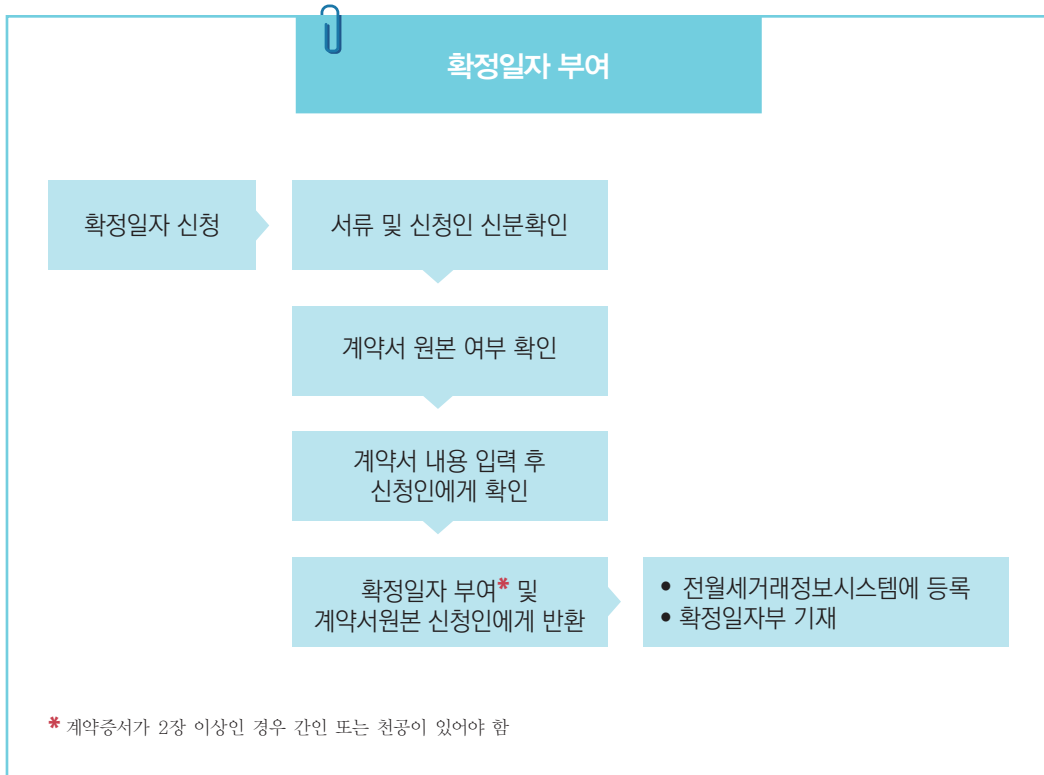 확정일자 부여
확정일자 신청
서류 및 신청인 신분확인
계약서 원본 여부 확인
계약서 내용 입력 후
신청인에게 확인
확정일자 부여* 및
계약서원본 신청인에게 반환
• 전월세거래정보시스템에 등록
• 확정일자부 기재
* 계약증서가 2장 이상인 경우 간인 또는 천공이 있어야 함